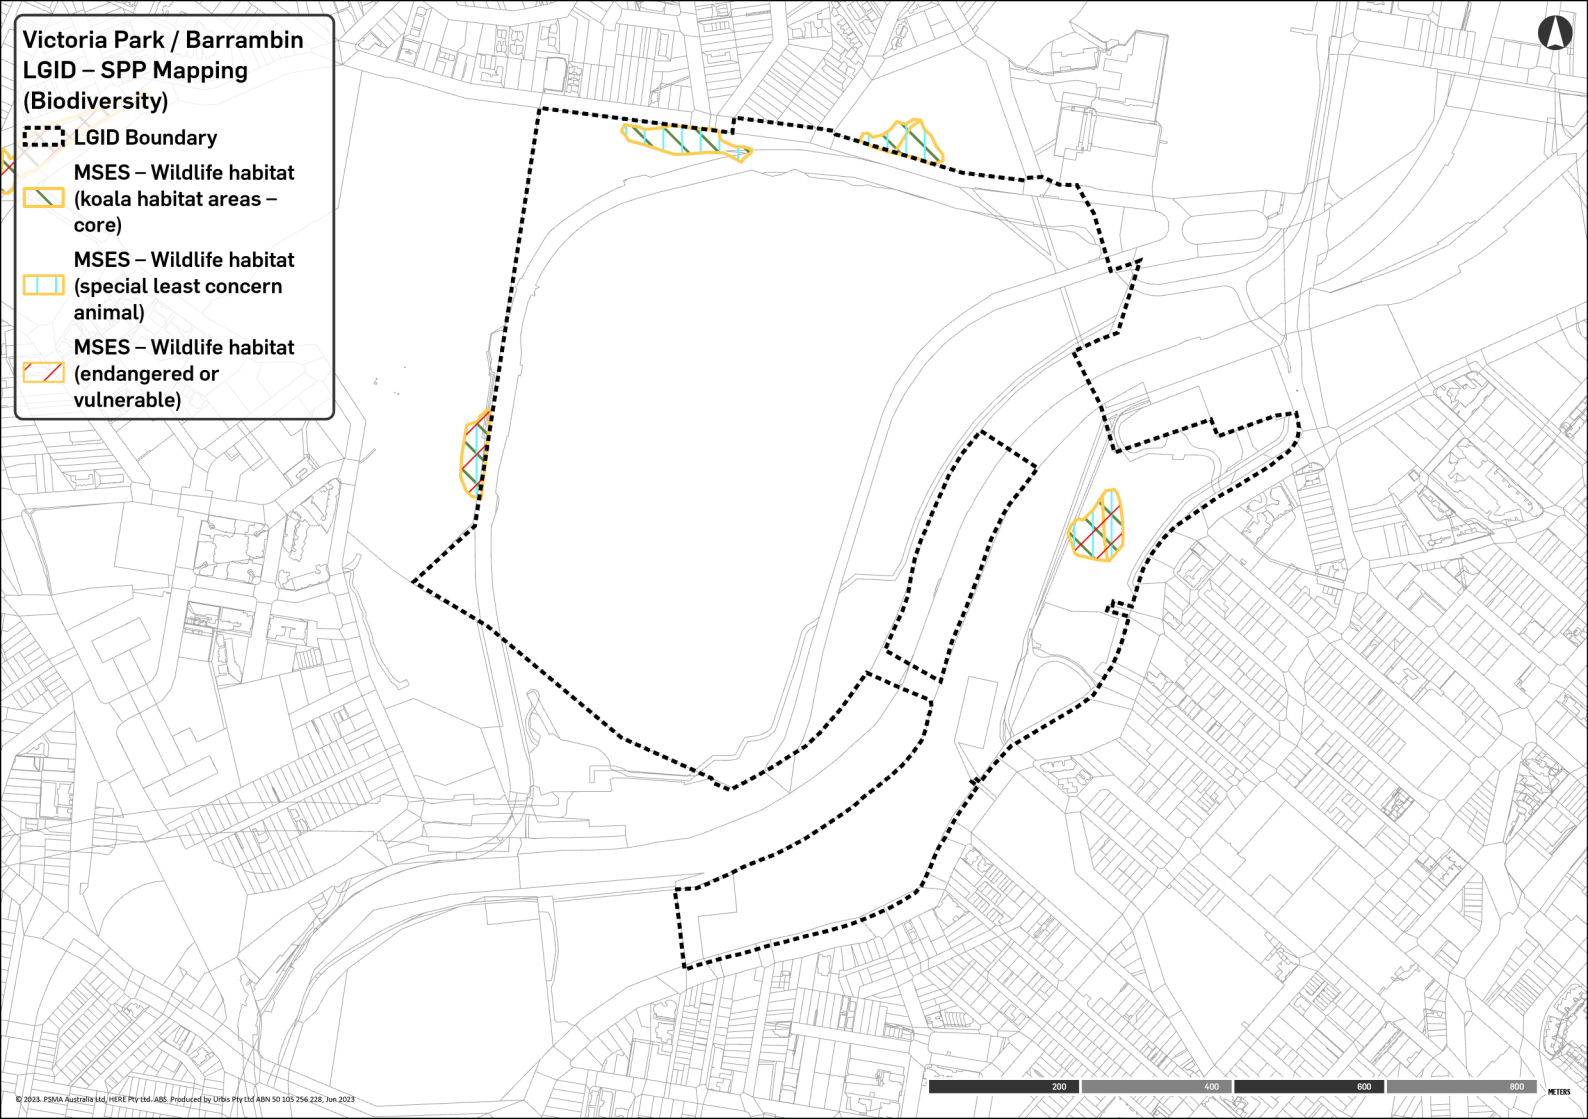 Victoria Park / Barrambin
LGID – SPP Mapping
(Biodiversity)
LGID Boundary
MSES – Wildlife habitat
(koala habitat areas –
core)
MSES – Wildlife habitat
(special least concern
animal)
MSES – Wildlife habitat
(endangered or
vulnerable)
200
400
600
800
METERS
© 2023. PSMA Australia Ltd, HERE Pty Ltd. ABS. Produced by Urbis Pty Ltd ABN 50 105 256 228, Jun 2023